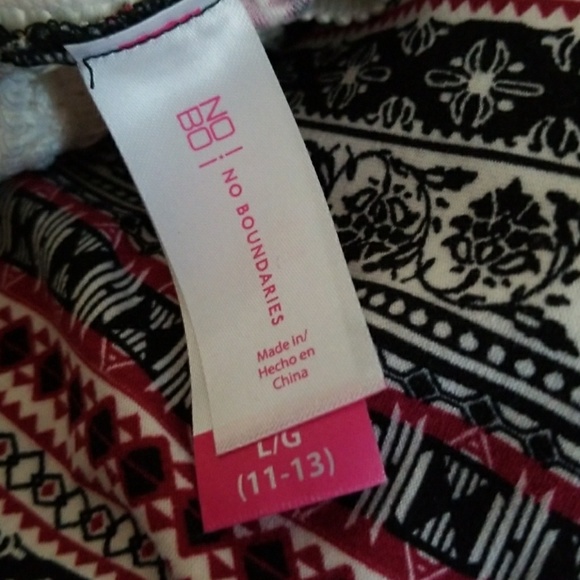 NO
BO
NO BOUNDARIES
Made in/
Hecho en
China
L/G
(11-13)